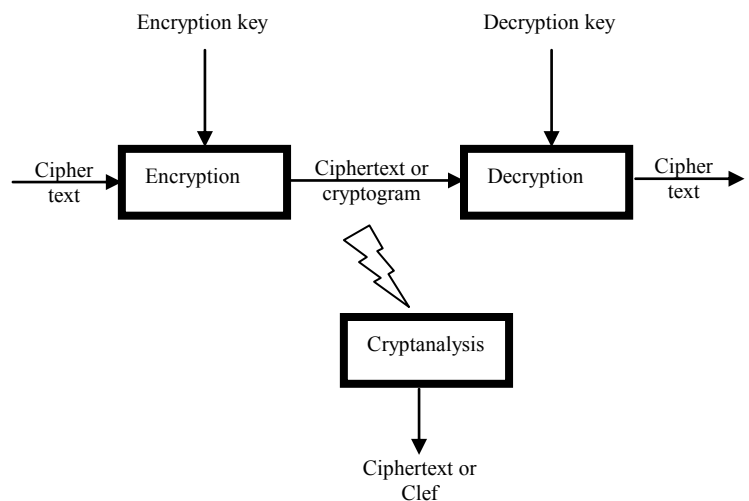 Encryption key
Decryption key
Cipher
text
Encryption
Ciphertext or
cryptogram
Decryption
Cipher
text
Cryptanalysis
Ciphertext or
Clef